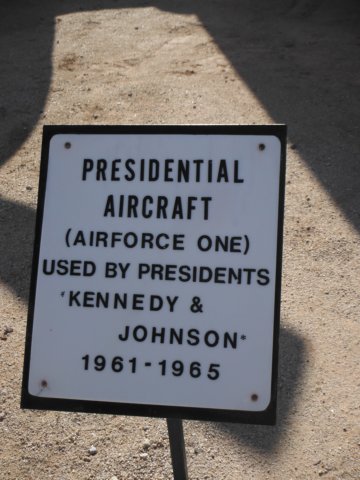 PRESIDENTIAL
AIRCRAFT
(AIRFORCE ONE)
USED BY PRESIDENTS
"KENNEDY &
JOHNSON"
1961-1965